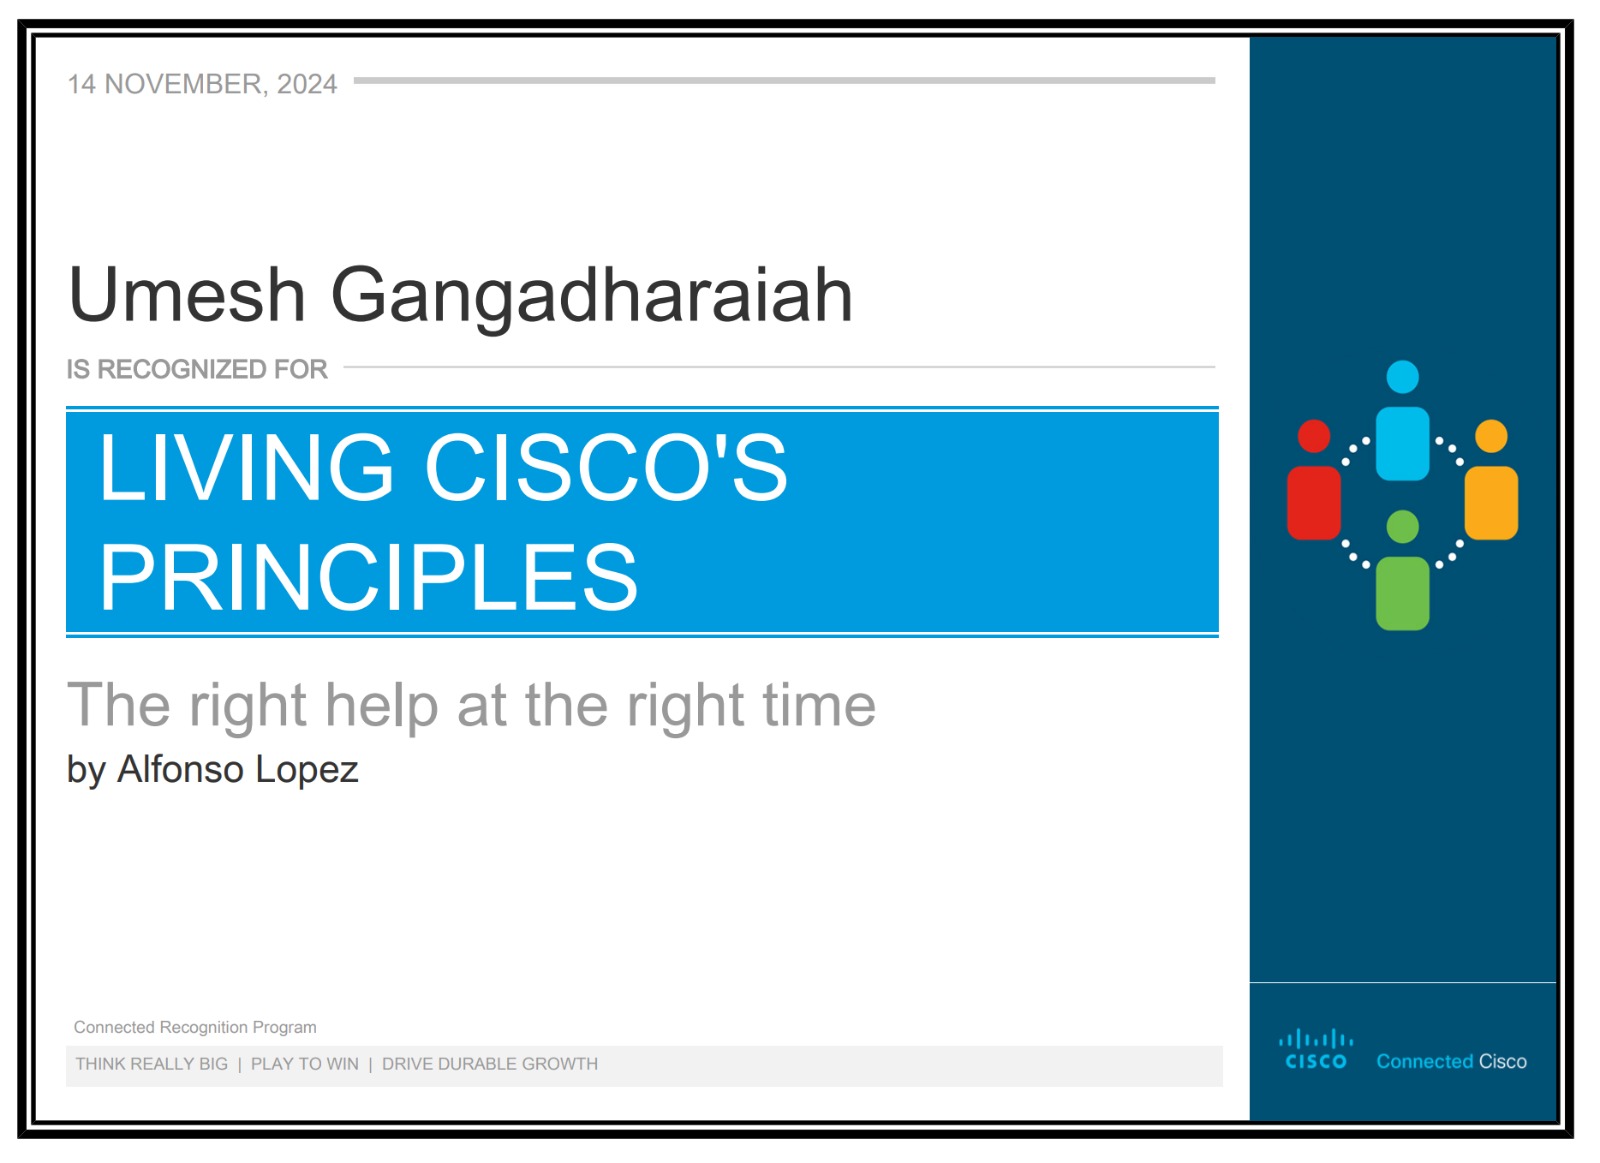 14 NOVEMBER, 2024
Umesh Gangadharaiah
IS RECOGNIZED FOR
LIVING CISCO'S
PRINCIPLES
The right help at the right time
by Alfonso Lopez
Connected Recognition Program
THINK REALLY BIG | PLAY TO WIN | DRIVE DURABLE GROWTH
CISCO
Connected Cisco